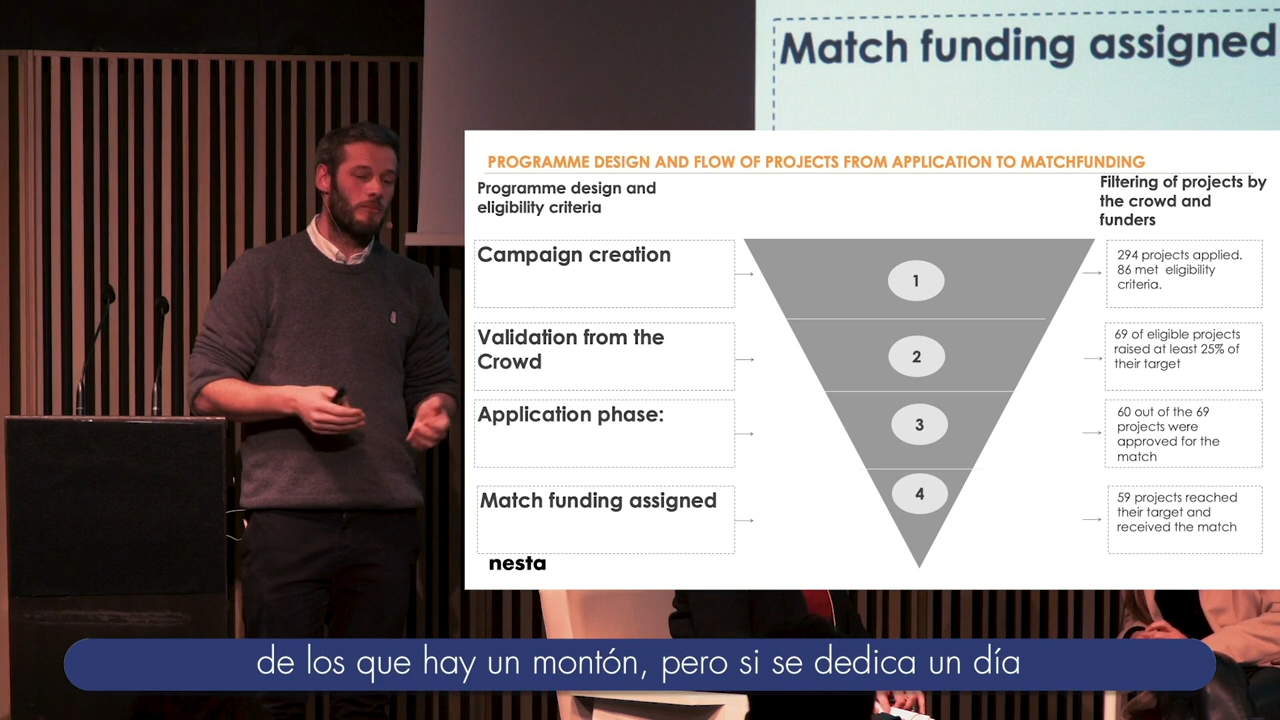 Match funding assigned
PROGRAMME DESIGN AND FLOW OF PROJECTS FROM APPLICATION TO MATCHFUNDING
Programme design and
eligibility criteria
Filtering of projects by
the crowd and
funders
Campaign creation
1
294 projects applied.
86 met eligibility
criteria.
Validation from the
Crowd
2
69 of eligible projects
raised at least 25% of
their target
Application phase:
3
60 out of the 69
projects were
approved for the
match
Match funding assigned
4
59 projects reached
their target and
received the match
nesta
de los que hay un montón, pero si se dedica un día